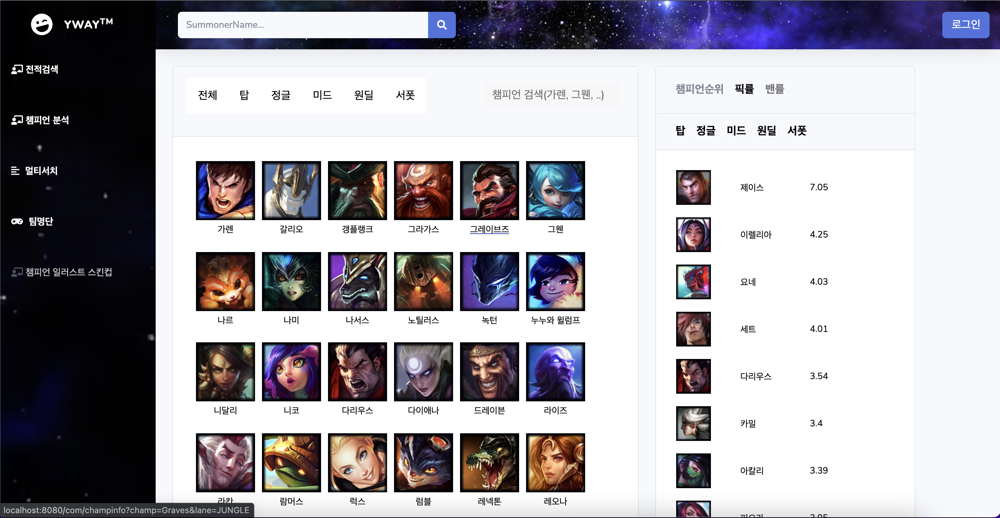 YWAY™
SummonerName...
로그인
전적검색
챔피언 분석
멀티서치
팀명단
챔피언 일러스트 스킨컵
전체 탑 정글 미드 원딜 서폿
챔피언 검색(가렌, 그웬, ..)
가렌 갈리오 갱플랭크 그라가스 그레이브즈 그웬
나르 나미 나서스 노틸러스 녹턴 누누와 윌럼프
니달리 니코 다리우스 다이애나 드레이븐 라이즈
라칸 람머스 럭스 럼블 레넥톤 레오나
챔피언순위 픽률 밴률
탑 정글 미드 원딜 서폿
제이스 7.05
이렐리아 4.25
요네 4.03
세트 4.01
다리우스 3.54
카밀 3.4
아칼리 3.39
localhost:8080/com/champinfo?champ=Graves&lane=JUNGLE